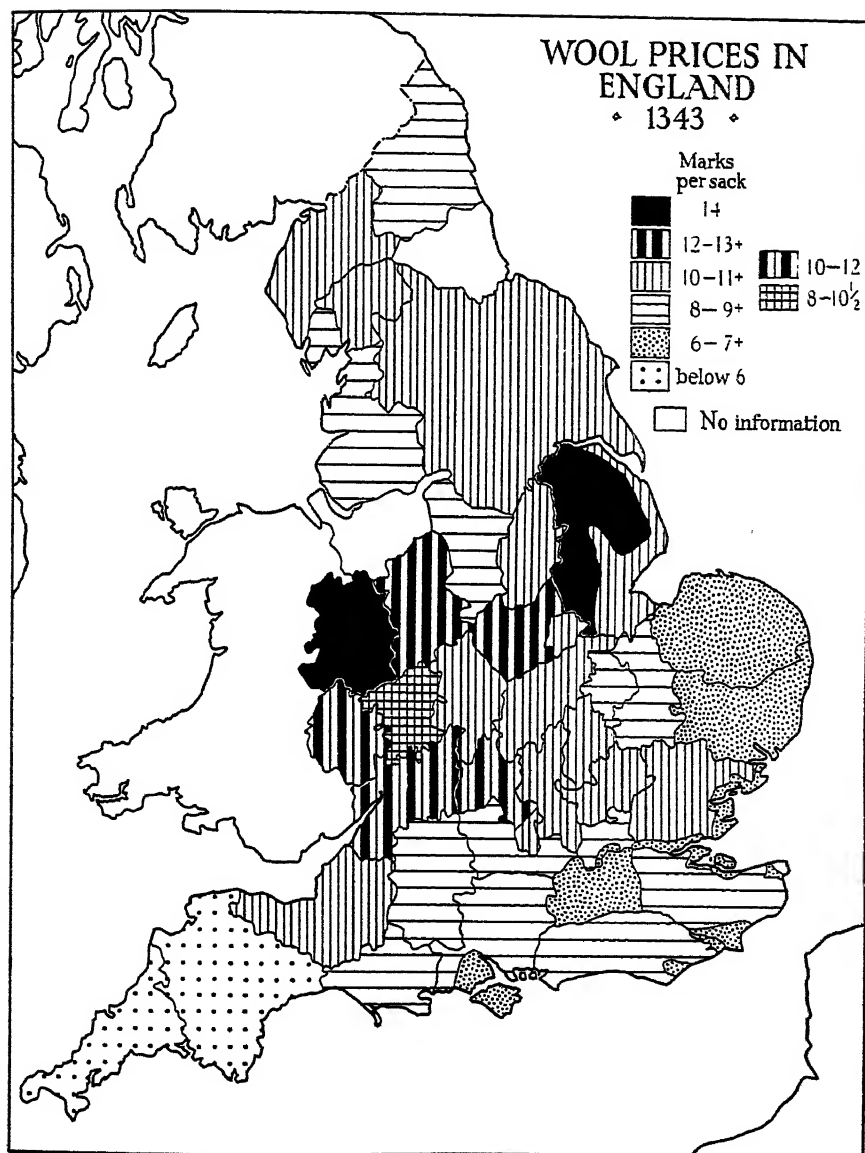 WOOL PRICES IN
ENGLAND
1343
Marks
per sack
14
12–13+
10–11+
8–9+
6–7+
below 6
10–12
8–10½
No information